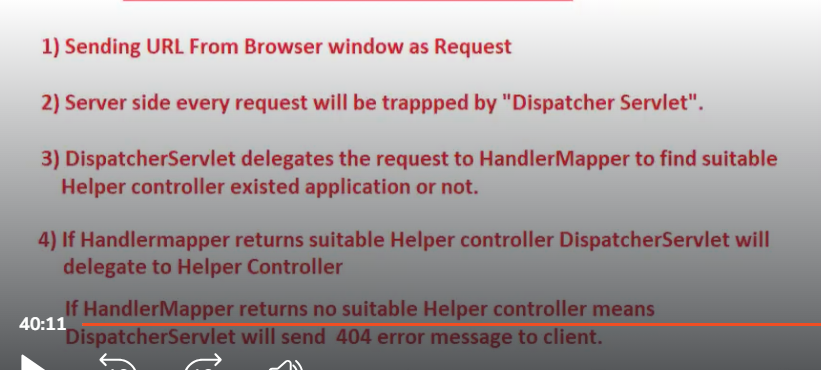 1) Sending URL From Browser window as Request
2) Server side every request will be trappped by "Dispatcher Servlet".
3) DispatcherServlet delegates the request to HandlerMapper to find suitable
Helper controller existed application or not.
4) If Handlermapper returns suitable Helper controller DispatcherServlet will
delegate to Helper Controller
If HandlerMapper returns no suitable Helper controller means
40:11
DispatcherServlet will send 404 error message to client.